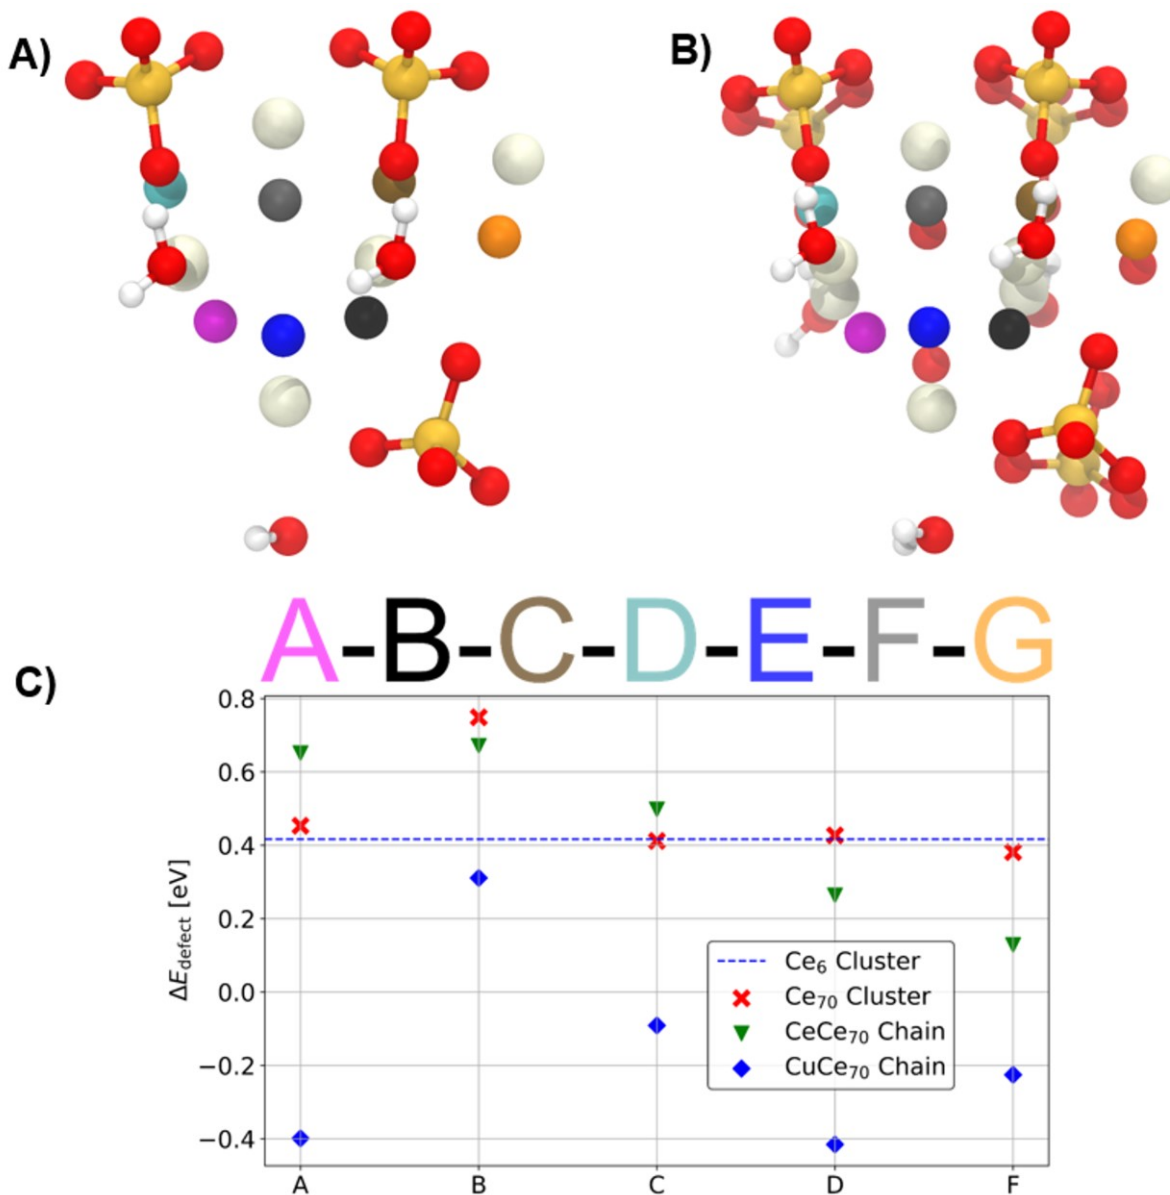 A)
B)
A-B-C-D-E-F-G
C)
0.8
0.6
0.4
0.2
0.0
−0.2
−0.4
ΔE_defect [eV]
Ce₆ Cluster
Ce₇₀ Cluster
CeCe₇₀ Chain
CuCe₇₀ Chain
A B C D F